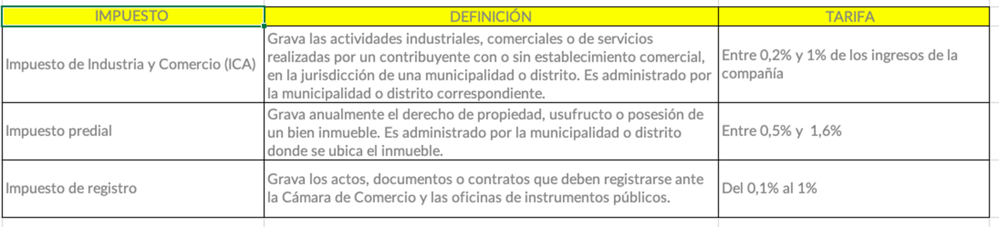 IMPUESTO
DEFINICIÓN
TARIFA
Impuesto de Industria y Comercio (ICA)
Grava las actividades industriales, comerciales o de servicios
realizadas por un contribuyente con o sin establecimiento comercial,
en la jurisdicción de una municipalidad o distrito. Es administrado por
la municipalidad o distrito correspondiente.
Entre 0,2% y 1% de los ingresos de la
compañía
Impuesto predial
Grava anualmente el derecho de propiedad, usufructo o posesión de
un bien inmueble. Es administrado por la municipalidad o distrito
donde se ubica el inmueble.
Entre 0,5% y  1,6%
Impuesto de registro
Grava los actos, documentos o contratos que deben registrarse ante
la Cámara de Comercio y las oficinas de instrumentos públicos.
Del 0,1% al 1%